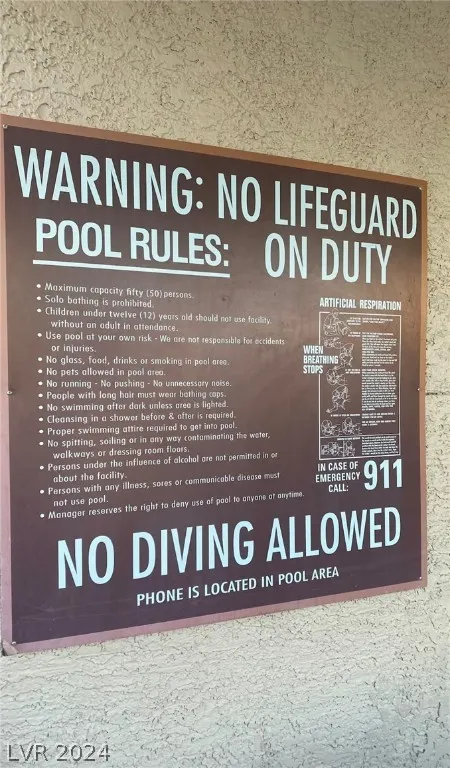 WARNING: NO LIFEGUARD
ON DUTY
POOL RULES:
• Maximum capacity fifty (50) persons.
• Solo bathing is prohibited.
• Children under twelve (12) years old should not use facility.
without an adult in attendance.
• Use pool at your own risk - We are not responsible for accidents
or injuries.
• No glass, food, drinks or smoking in pool area.
• No pets allowed in pool area.
• No running - No pushing - No unnecessary noise.
• People with long hair must wear bathing caps.
• No swimming after dark unless area is lighted.
• Cleansing in a shower before & after is required.
• Proper swimming attire required to get into pool.
• No spitting, soiling or in any way contaminating the water,
walkways or dressing room floors.
• Persons under the influence of alcohol are not permitted in or
about the facility.
• Persons with any illness, sores or communicable disease must
not use pool.
• Manager reserves the right to deny use of pool to anyone at anytime.
ARTIFICIAL RESPIRATION
WHEN
BREATHING
STOPS
IN CASE OF
EMERGENCY
CALL: 911
NO DIVING ALLOWED
PHONE IS LOCATED IN POOL AREA
LVR 2024